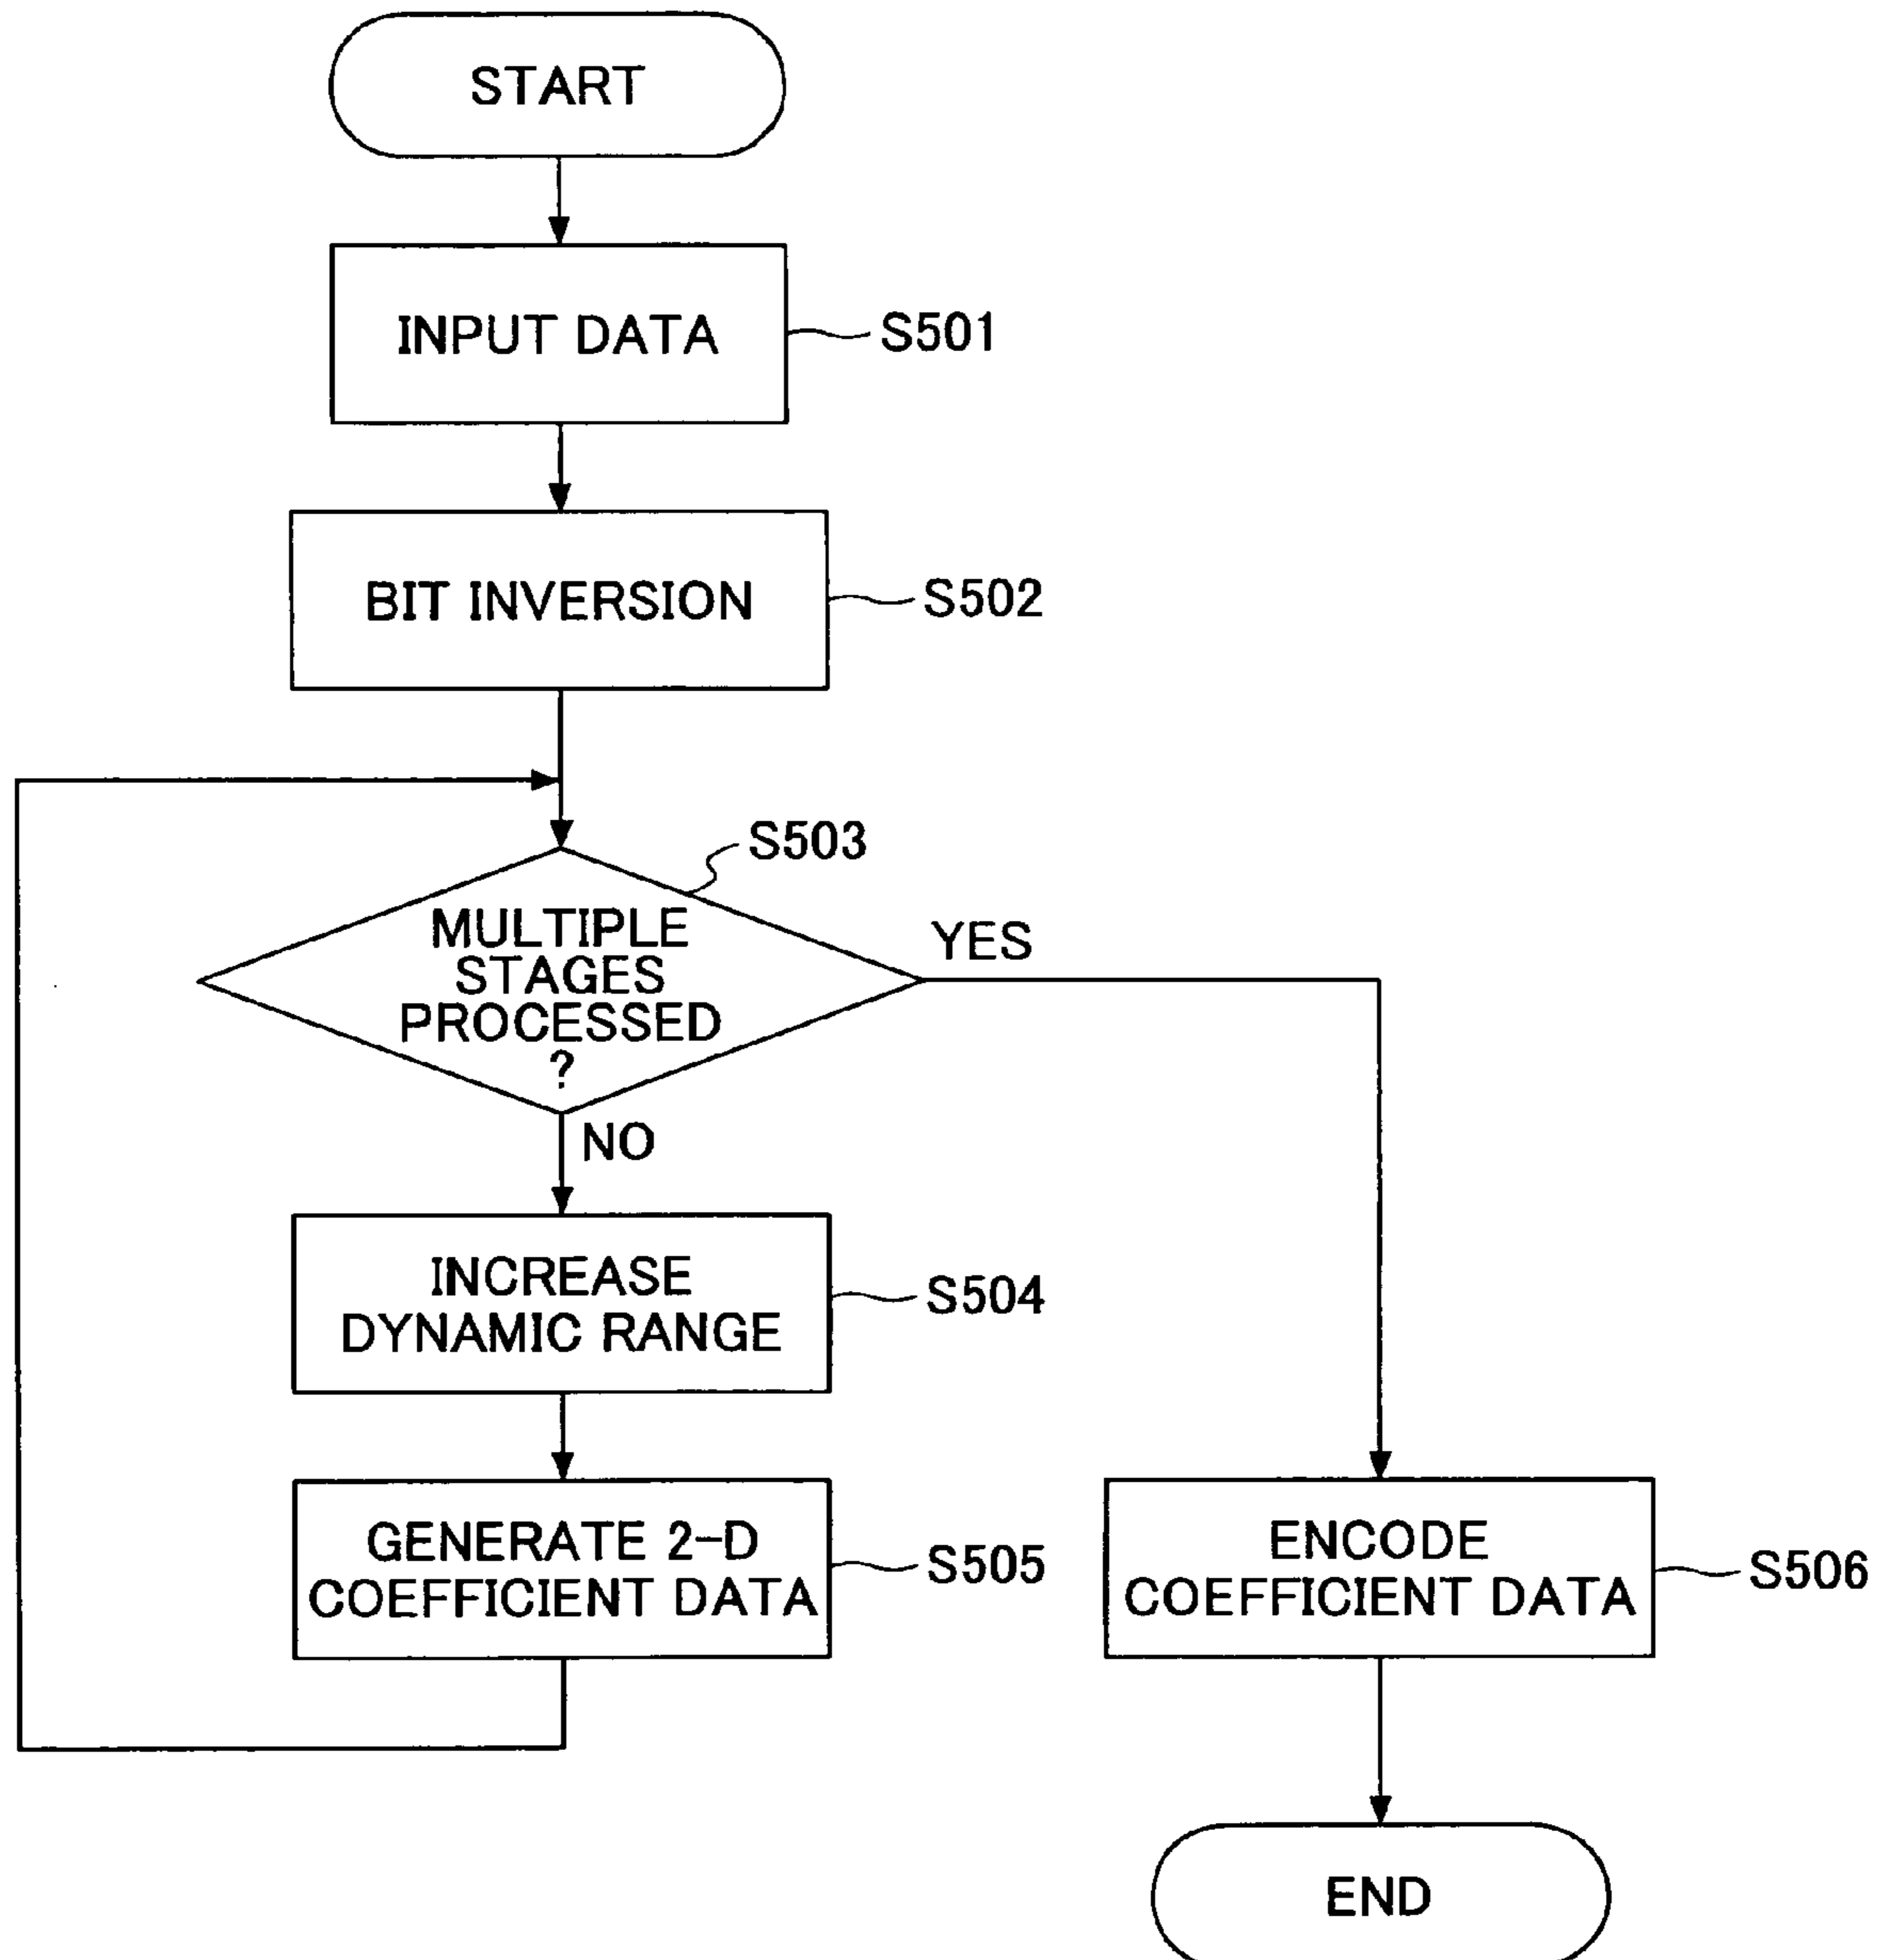 START
INPUT DATA
S501
BIT INVERSION
S502
S503
MULTIPLE
STAGES
PROCESSED
?
YES
NO
INCREASE
DYNAMIC RANGE
S504
GENERATE 2-D
COEFFICIENT DATA
S505
ENCODE
COEFFICIENT DATA
S506
END